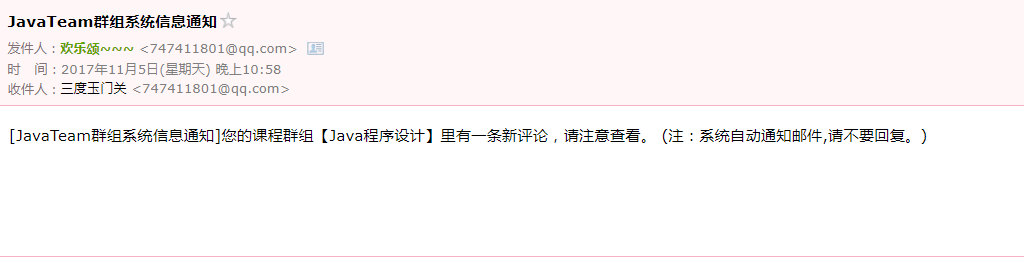 JavaTeam群组系统信息通知
发件人：欢乐颂~~~ <747411801@qq.com>
时 间：2017年11月5日(星期天) 晚上10:58
收件人：三度玉门关 <747411801@qq.com>
[JavaTeam群组系统信息通知]您的课程群组【Java程序设计】里有一条新评论，请注意查看。 (注：系统自动通知邮件,请不要回复。)